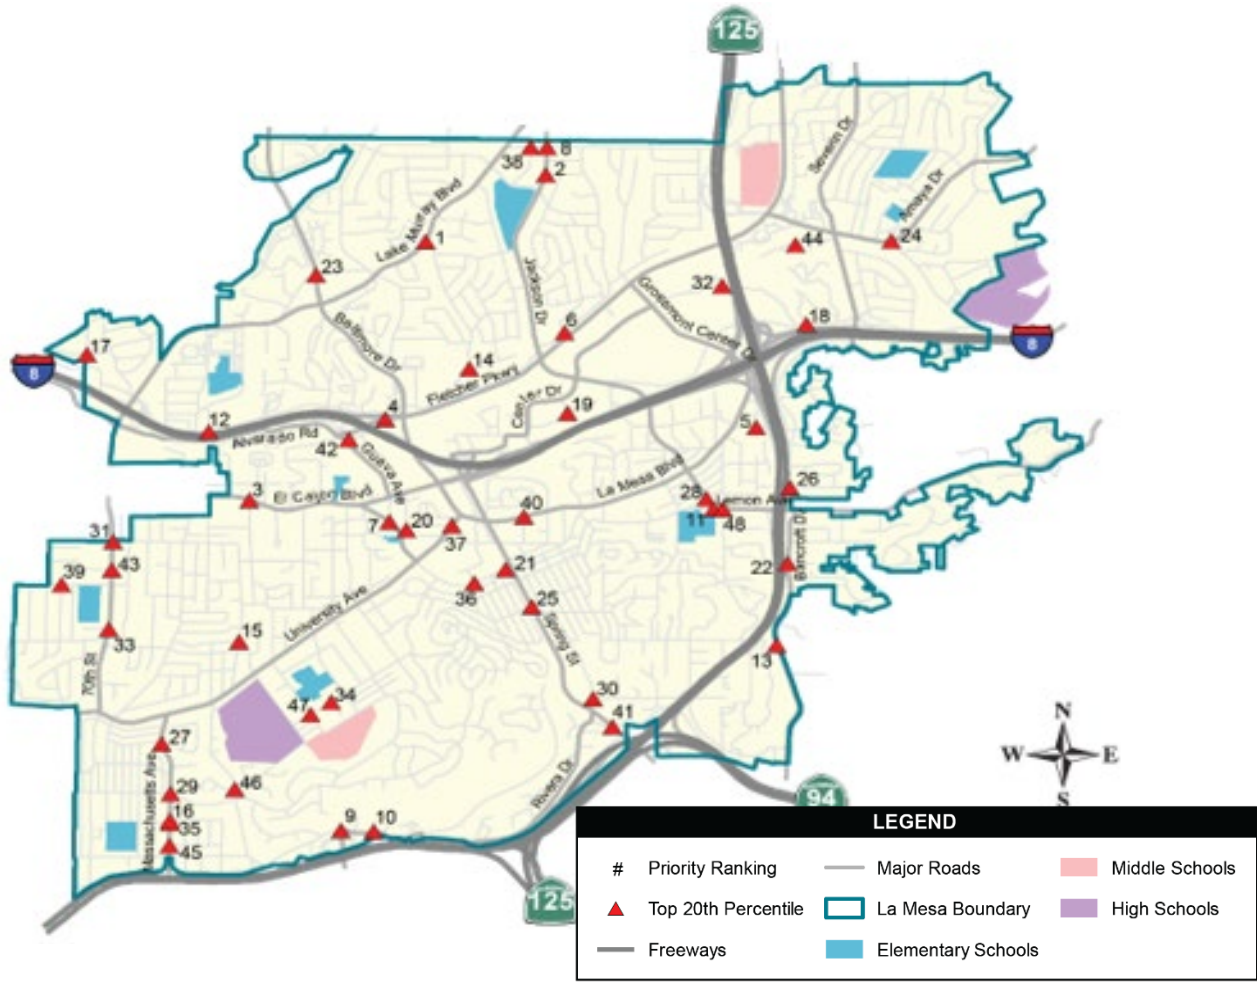 125
8
38
2
Severin Dr
Amaya Dr
Lake Murray Blvd
1
44
24
23
Jackson Dr
32
Grossmont Center Dr
18
6
Baltimore Dr
17
8
8
14
Fletcher Pkwy
Center Dr
19
4
12
Alvarado Rd
42
5
Guava Ave
La Mesa Blvd
26
3
El Cajon Blvd
28
Lemon Ave
40
11
48
7
20
37
31
43
21
22
Bancroft Dr
39
36
25
University Ave
Spring St
33
15
13
70th St
30
34
47
41
N
W
E
S
27
Massachusetts Ave
Rivera Dr
29
46
94
16
35
9
10
45
125
LEGEND
# Priority Ranking
Major Roads
Middle Schools
Top 20th Percentile
La Mesa Boundary
High Schools
Freeways
Elementary Schools